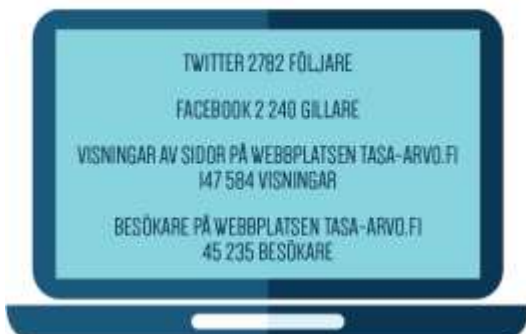 TWITTER 2782 FÖLJARE
FACEBOOK 2 240 GILLARE
VISNINGAR AV SIDOR PÅ WEBBPLATSEN TASA-ARVO.FI
147 584 VISNINGAR
BESÖKARE PÅ WEBBPLATSEN TASA-ARVO.FI
45 235 BESÖKARE